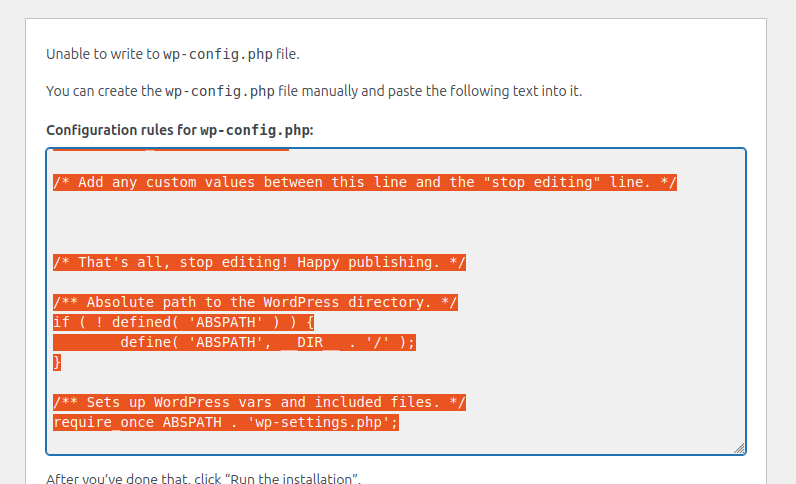 Unable to write to wp-config.php file.
You can create the wp-config.php file manually and paste the following text into it.
Configuration rules for wp-config.php:
/* Add any custom values between this line and the "stop editing" line. */
/* That's all, stop editing! Happy publishing. */
/** Absolute path to the WordPress directory. */
if ( ! defined( 'ABSPATH' ) ) {
	define( 'ABSPATH', __DIR__ . '/' );
}
/** Sets up WordPress vars and included files. */
require_once ABSPATH . 'wp-settings.php';
After you've done that, click “Run the installation”.